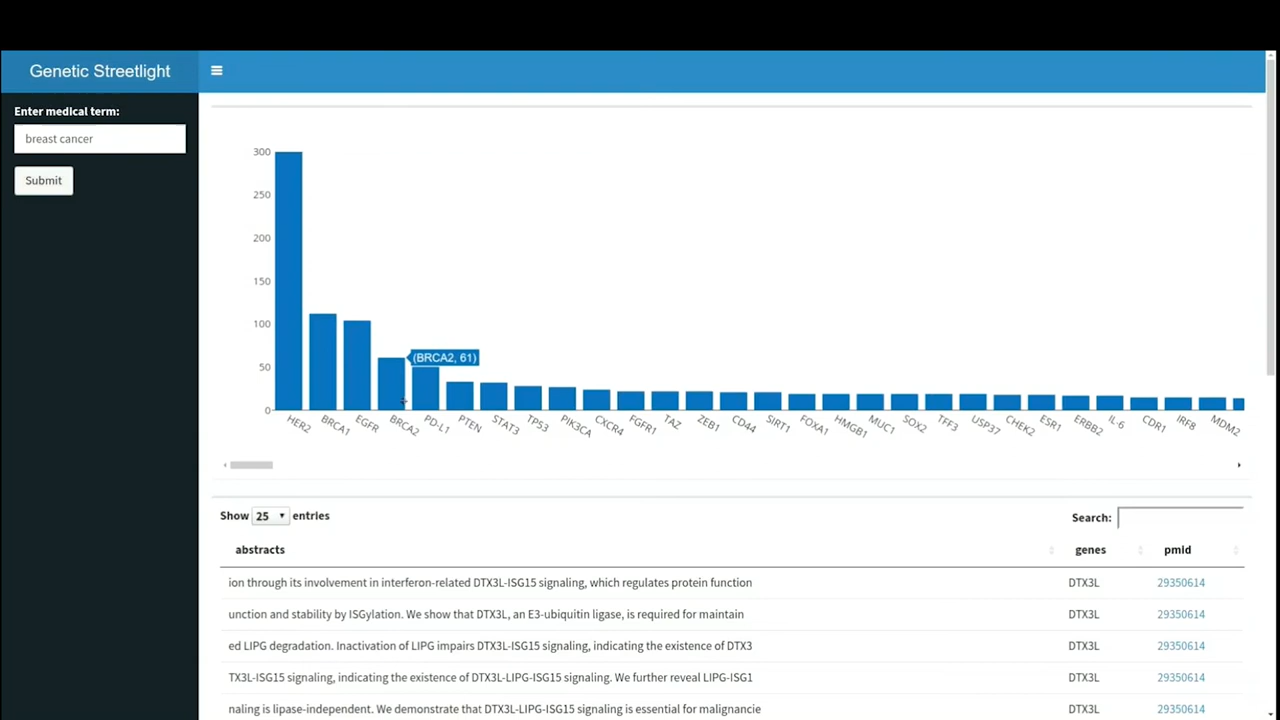 Genetic Streetlight
Enter medical term:
breast cancer
Submit
300
250
200
150
100
50
0
(BRCA2, 61)
HER2 BRCA1 EGFR BRCA2 PD-L1 PTEN STAT3 TP53 PIK3CA CXCR4 FGFR1 TAZ ZEB1 CD44 SIRT1 FOXA1 HMGB1 MUC1 SOX2 TFF3 USP37 CHEK2 ESR1 ERBB2 IL-6 CDR1 IRF8 MDM2
Show 25 entries Search:
abstracts genes pmid
ion through its involvement in interferon-related DTX3L-ISG15 signaling, which regulates protein function DTX3L 29350614
unction and stability by ISGylation. We show that DTX3L, an E3-ubiquitin ligase, is required for maintain DTX3L 29350614
ed LIPG degradation. Inactivation of LIPG impairs DTX3L-ISG15 signaling, indicating the existence of DTX3 DTX3L 29350614
TX3L-ISG15 signaling, indicating the existence of DTX3L-LIPG-ISG15 signaling. We further reveal LIPG-ISG1 DTX3L 29350614
naling is lipase-independent. We demonstrate that DTX3L-LIPG-ISG15 signaling is essential for malignancie DTX3L 29350614